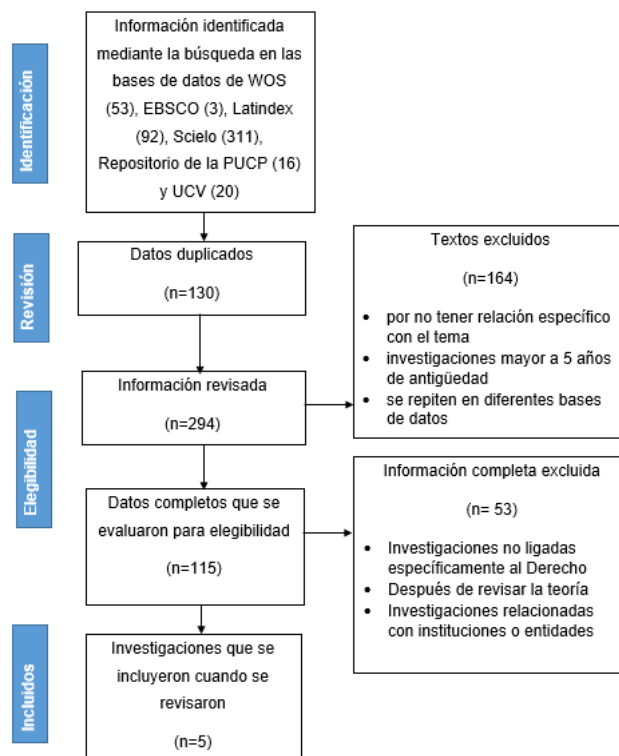 Identificación
Información identificada
mediante la búsqueda en las
bases de datos de WOS
(53), EBSCO (3), Latindex
(92), Scielo (311),
Repositorio de la PUCP (16)
y UCV (20)
Revisión
Datos duplicados
(n=130)
Textos excluidos
(n=164)
• por no tener relación específico
con el tema
• investigaciones mayor a 5 años
de antigüedad
• se repiten en diferentes bases
de datos
Elegibilidad
Información revisada
(n=294)
Datos completos que se
evaluaron para elegibilidad
(n=115)
Información completa excluida
(n= 53)
• Investigaciones no ligadas
específicamente al Derecho
• Después de revisar la teoría
• Investigaciones relacionadas
con instituciones o entidades
Incluidos
Investigaciones que se
incluyeron cuando se
revisaron
(n=5)